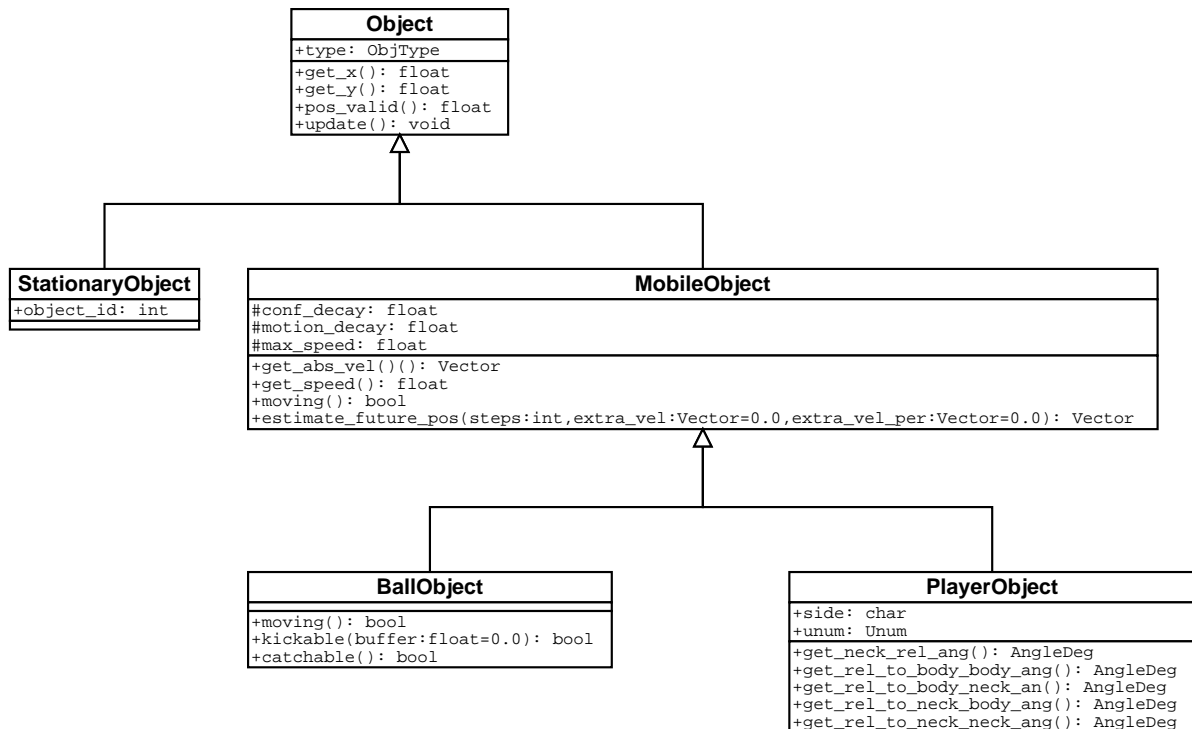 Object
+type: ObjType
+get_x(): float
+get_y(): float
+pos_valid(): float
+update(): void
StationaryObject
+object_id: int
MobileObject
#conf_decay: float
#motion_decay: float
#max_speed: float
+get_abs_vel()(): Vector
+get_speed(): float
+moving(): bool
+estimate_future_pos(steps:int,extra_vel:Vector=0.0,extra_vel_per:Vector=0.0): Vector
BallObject
+moving(): bool
+kickable(buffer:float=0.0): bool
+catchable(): bool
PlayerObject
+side: char
+unum: Unum
+get_neck_rel_ang(): AngleDeg
+get_rel_to_body_body_ang(): AngleDeg
+get_rel_to_body_neck_an(): AngleDeg
+get_rel_to_neck_body_ang(): AngleDeg
+get_rel_to_neck_neck_ang(): AngleDeg